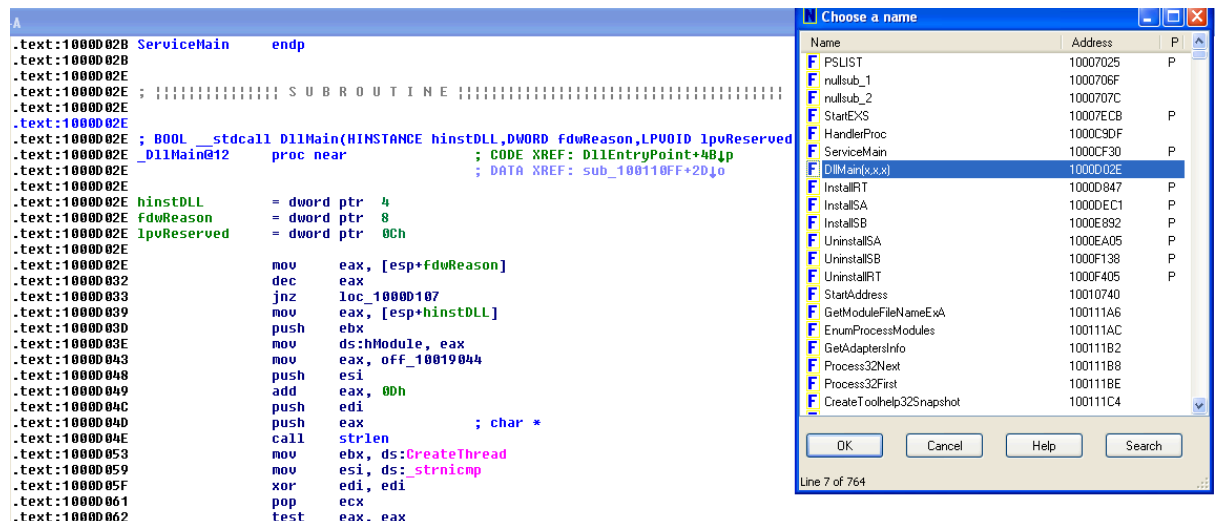 -A
.text:1000D02B ServiceMain endp
.text:1000D02B
.text:1000D02E
.text:1000D02E ; ¦¦¦¦¦¦¦¦¦¦¦¦¦¦¦ S U B R O U T I N E ¦¦¦¦¦¦¦¦¦¦¦¦¦¦¦¦¦¦¦¦¦¦¦¦¦¦¦¦¦¦¦¦¦¦¦¦¦¦¦
.text:1000D02E
.text:1000D02E
.text:1000D02E ; BOOL __stdcall DllMain(HINSTANCE hinstDLL,DWORD fdwReason,LPVOID lpvReserved
.text:1000D02E _DllMain@12 proc near ; CODE XREF: DllEntryPoint+4B↓p
.text:1000D02E ; DATA XREF: sub_100110FF+2D↓o
.text:1000D02E
.text:1000D02E hinstDLL = dword ptr 4
.text:1000D02E fdwReason = dword ptr 8
.text:1000D02E lpvReserved = dword ptr 0Ch
.text:1000D02E
.text:1000D02E mov eax, [esp+fdwReason]
.text:1000D032 dec eax
.text:1000D033 jnz loc_1000D107
.text:1000D039 mov eax, [esp+hinstDLL]
.text:1000D03D push ebx
.text:1000D03E mov ds:hModule, eax
.text:1000D043 mov eax, off_10019044
.text:1000D048 push esi
.text:1000D049 add eax, 0Dh
.text:1000D04C push edi
.text:1000D04D push eax ; char *
.text:1000D04E call strlen
.text:1000D053 mov ebx, ds:CreateThread
.text:1000D059 mov esi, ds:_strnicmp
.text:1000D05F xor edi, edi
.text:1000D061 pop ecx
.text:1000D062 test eax, eax
N Choose a name
Name Address P
F PSLIST 10007025 P
F nullsub_1 1000706F
F nullsub_2 1000707C
F StartEXS 10007ECB P
F HandlerProc 1000C9DF
F ServiceMain 1000CF30 P
F DllMain(x,x,x) 1000D02E
F InstallRT 1000D847 P
F InstallSA 1000DEC1 P
F InstallSB 1000E892 P
F UninstallSA 1000EA05 P
F UninstallSB 1000F138 P
F UninstallRT 1000F405 P
F StartAddress 10010740
F GetModuleFileNameExA 100111A6
F EnumProcessModules 100111AC
F GetAdaptersInfo 100111B2
F Process32Next 100111B8
F Process32First 100111BE
F CreateToolhelp32Snapshot 100111C4
OK Cancel Help Search
Line 7 of 764